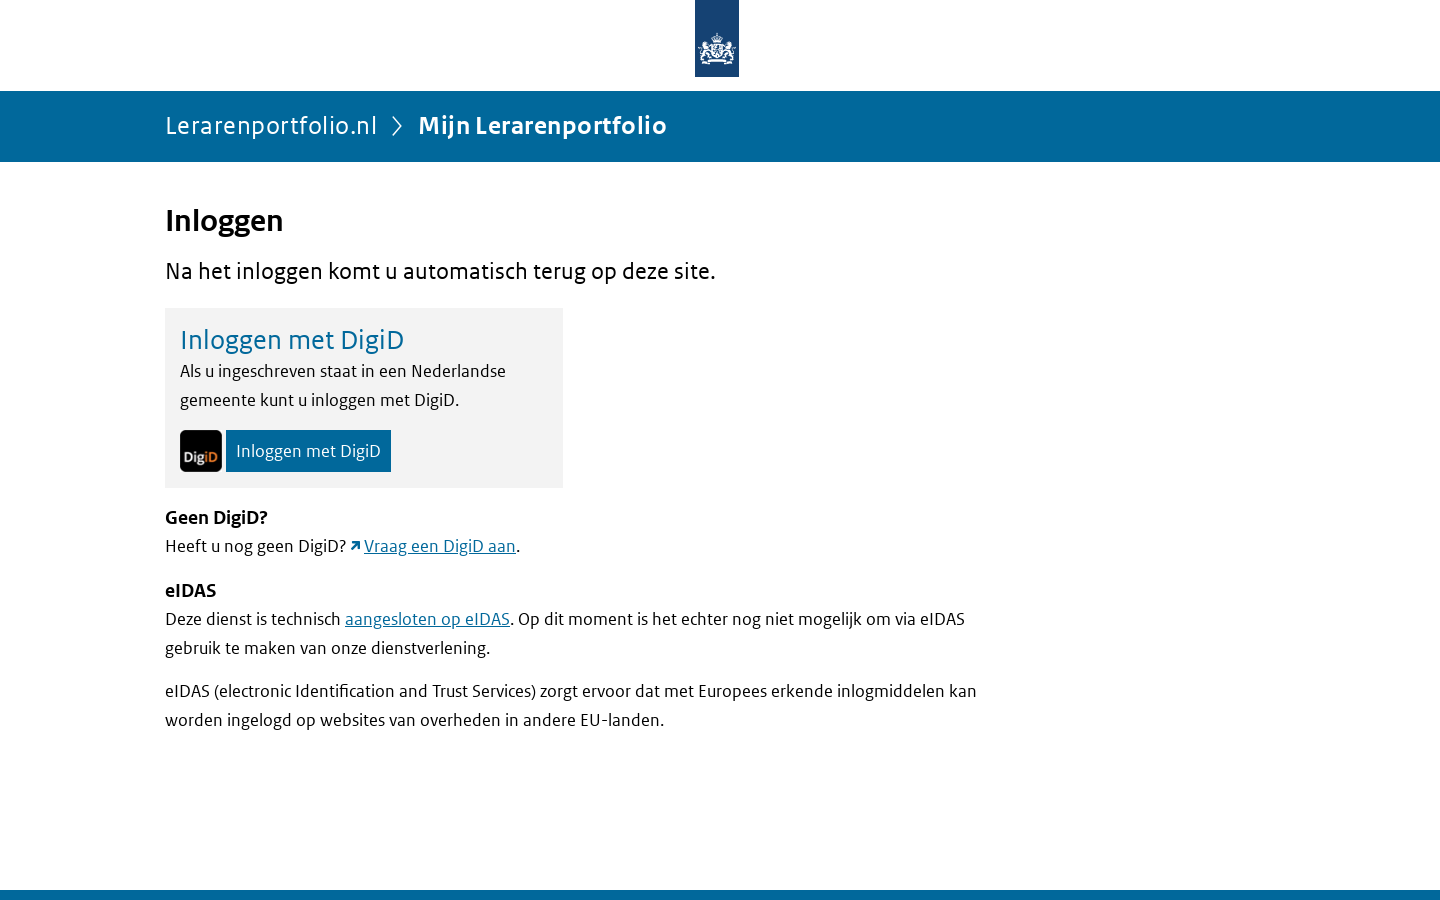 Lerarenportfolio.nl Mijn Lerarenportfolio
Inloggen
Na het inloggen komt u automatisch terug op deze site.
Inloggen met DigiD
Als u ingeschreven staat in een Nederlandse
gemeente kunt u inloggen met DigiD.
DigiD Inloggen met DigiD
Geen DigiD?
Heeft u nog geen DigiD? Vraag een DigiD aan.
eIDAS
Deze dienst is technisch aangesloten op eIDAS. Op dit moment is het echter nog niet mogelijk om via eIDAS
gebruik te maken van onze dienstverlening.
eIDAS (electronic Identification and Trust Services) zorgt ervoor dat met Europees erkende inlogmiddelen kan
worden ingelogd op websites van overheden in andere EU-landen.